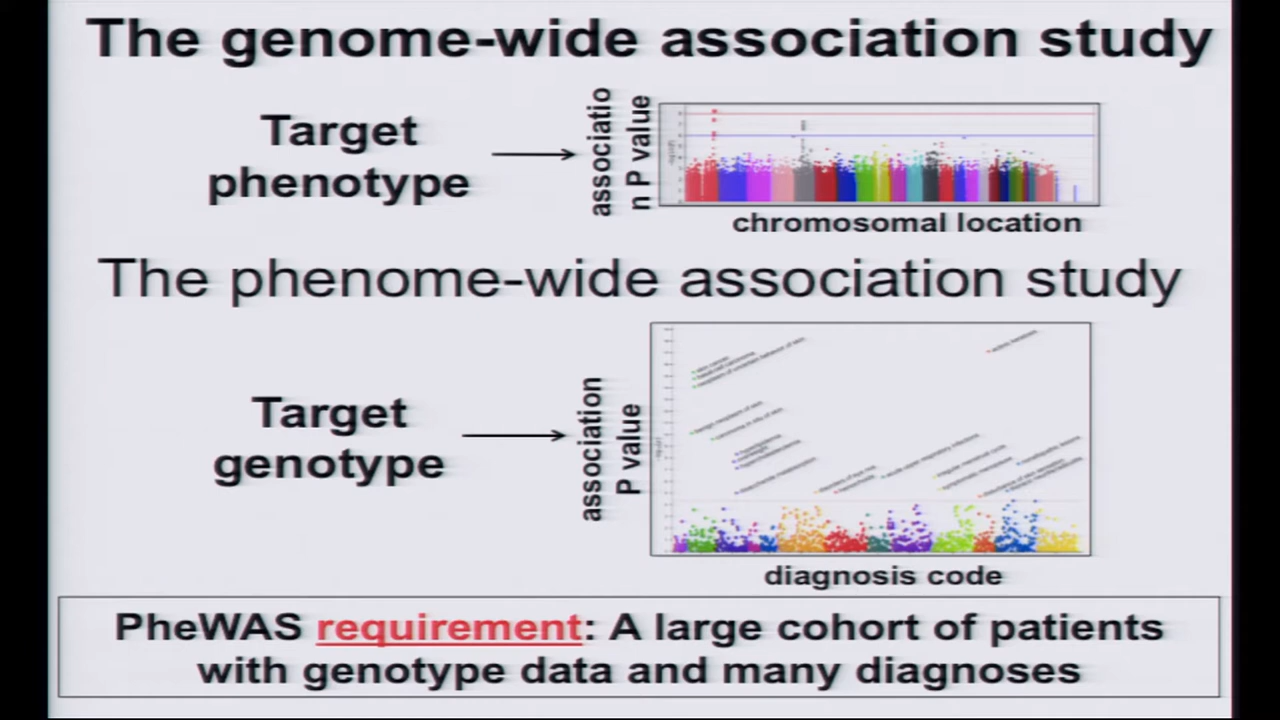 The genome-wide association study
Target
phenotype
associatio
n P value
chromosomal location
The phenome-wide association study
Target
genotype
association
P value
diagnosis code
PheWAS requirement: A large cohort of patients
with genotype data and many diagnoses